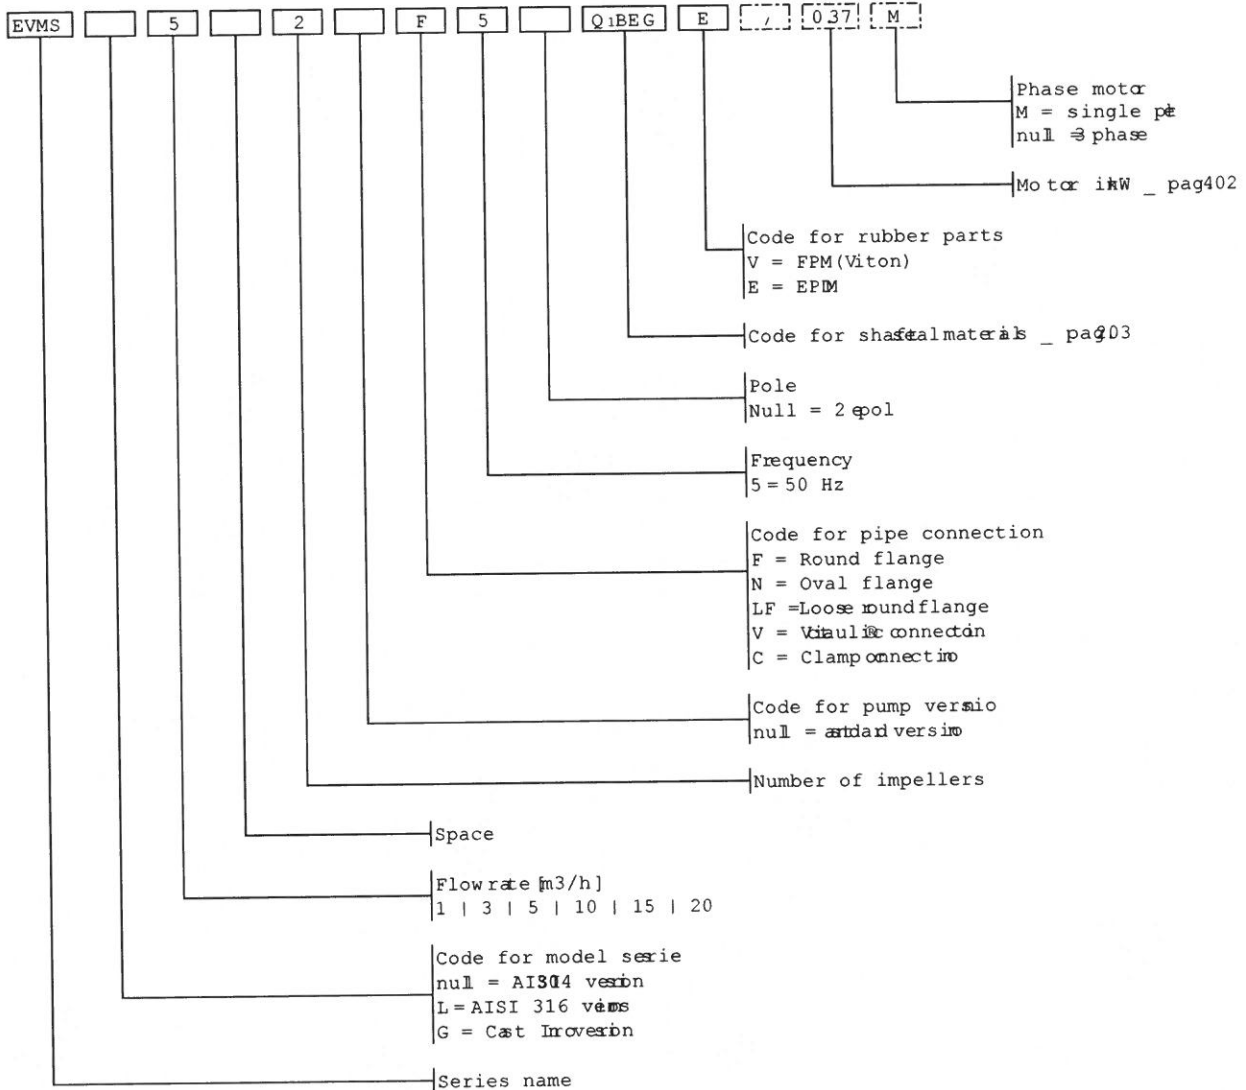 EVMS 5 2 F 5 Q1BEG E / 0.37 M
Phase motor
M = single
null = 3 phase
Motor in kW _ pag 402
Code for rubber parts
V = FPM (Viton)
E = EPDM
Code for shaft seal materials _ pag. 203
Pole
Null = 2 pole
Frequency
5 = 50 Hz
Code for pipe connection
F = Round flange
N = Oval flange
LF = Loose round flange
V = Victaulic® connection
C = Clamp connection
Code for pump version
null = standard version
Number of impellers
Space
Flow rate [m3/h]
1 | 3 | 5 | 10 | 15 | 20
Code for model serie
null = AISI 304 version
L = AISI 316 version
G = Cast Iron version
Series name